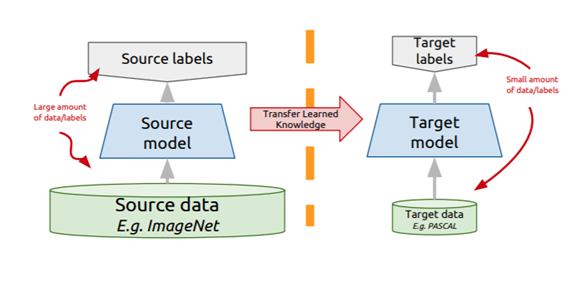 Source labels
Large amount
of data/labels
Source
model
Source data
E.g. ImageNet
Transfer Learned
Knowledge
Target
labels
Small amount
of data/labels
Target
model
Target data
E.g. PASCAL